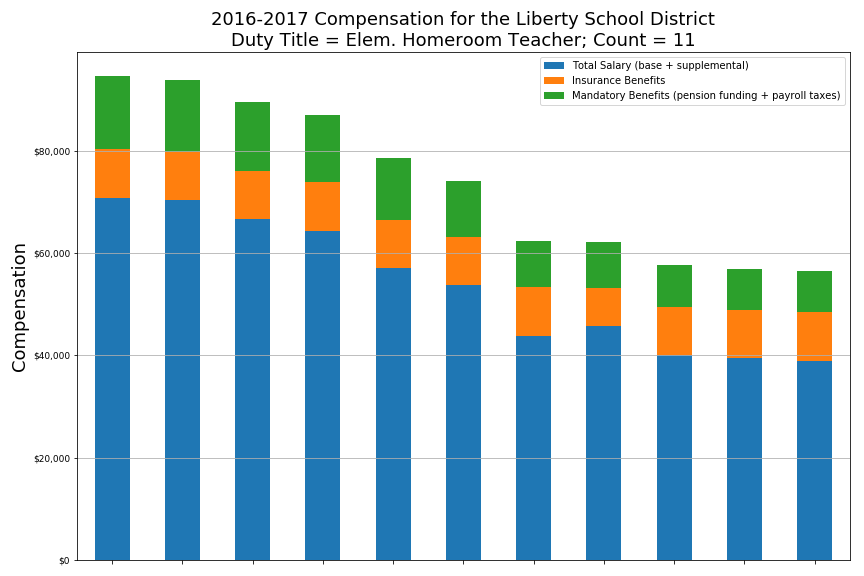 2016-2017 Compensation for the Liberty School District
Duty Title = Elem. Homeroom Teacher; Count = 11
Total Salary (base + supplemental)
Insurance Benefits
Mandatory Benefits (pension funding + payroll taxes)
Compensation
$80,000
$60,000
$40,000
$20,000
$0